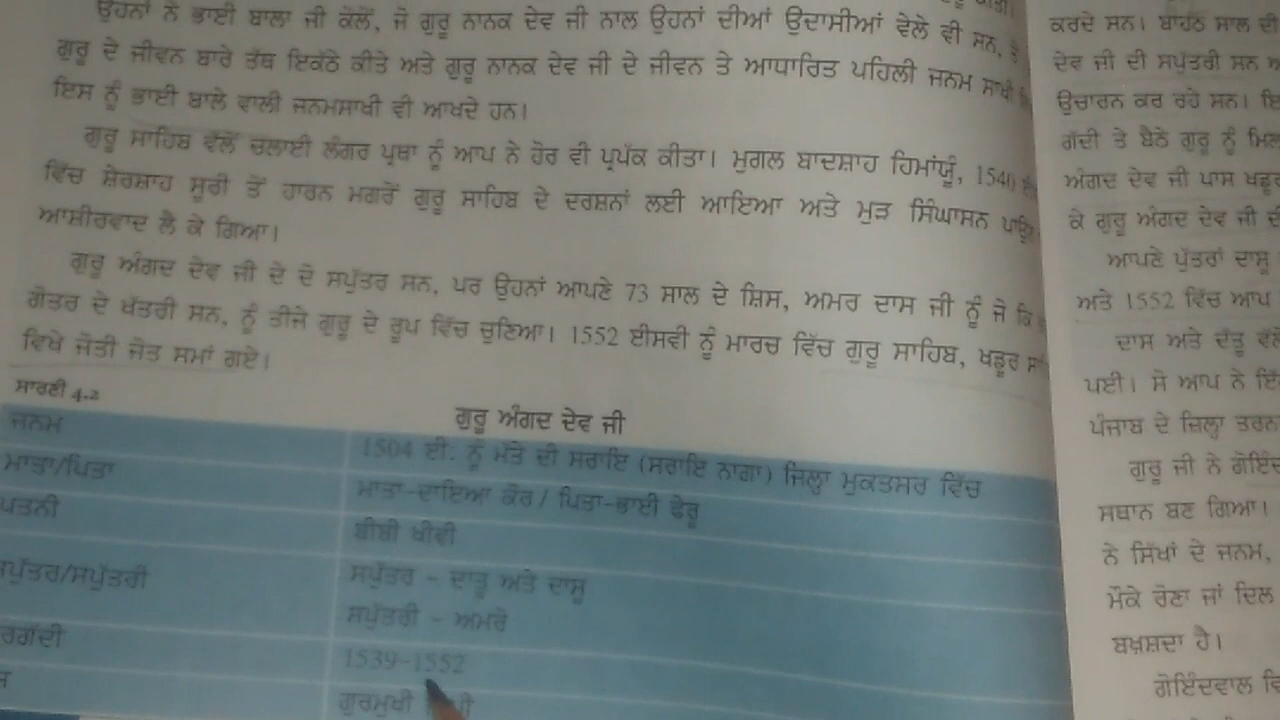 ਉਹਨਾਂ ਨੇ ਭਾਈ ਬਾਲਾ ਜੀ ਕੋਲੋਂ, ਜੋ ਗੁਰੂ ਨਾਨਕ ਦੇਵ ਜੀ ਨਾਲ ਉਹਨਾਂ ਦੀਆਂ ਉਦਾਸੀਆਂ ਵੇਲੇ ਵੀ ਸਨ, ਤੋਂ
ਗੁਰੂ ਦੇ ਜੀਵਨ ਬਾਰੇ ਤੱਥ ਇਕੱਠੇ ਕੀਤੇ ਅਤੇ ਗੁਰੂ ਨਾਨਕ ਦੇਵ ਜੀ ਦੇ ਜੀਵਨ ਤੇ ਆਧਾਰਿਤ ਪਹਿਲੀ ਜਨਮ ਸਾਖੀ
ਇਸ ਨੂੰ ਭਾਈ ਬਾਲੇ ਵਾਲੀ ਜਨਮਸਾਖੀ ਵੀ ਆਖਦੇ ਹਨ।
ਗੁਰੂ ਸਾਹਿਬ ਵੱਲੋਂ ਚਲਾਈ ਲੰਗਰ ਪ੍ਰਥਾ ਨੂੰ ਆਪ ਨੇ ਹੋਰ ਵੀ ਪ੍ਰਪੱਕ ਕੀਤਾ। ਮੁਗਲ ਬਾਦਸ਼ਾਹ ਹਿਮਾਂਯੂੰ, 1540
ਵਿੱਚ ਸ਼ੇਰਸ਼ਾਹ ਸੂਰੀ ਤੋਂ ਹਾਰਨ ਮਗਰੋਂ ਗੁਰੂ ਸਾਹਿਬ ਦੇ ਦਰਸ਼ਨਾਂ ਲਈ ਆਇਆ ਅਤੇ ਮੁੜ ਸਿੰਘਾਸਨ
ਆਸ਼ੀਰਵਾਦ ਲੈ ਕੇ ਗਿਆ।
ਗੁਰੂ ਅੰਗਦ ਦੇਵ ਜੀ ਦੇ ਦੋ ਸਪੁੱਤਰ ਸਨ, ਪਰ ਉਹਨਾਂ ਆਪਣੇ 73 ਸਾਲ ਦੇ ਸ਼ਿਸ਼, ਅਮਰ ਦਾਸ ਜੀ ਨੂੰ ਜੋ ਕਿ
ਗੋਤਰ ਦੇ ਖੱਤਰੀ ਸਨ, ਨੂੰ ਤੀਜੇ ਗੁਰੂ ਦੇ ਰੂਪ ਵਿੱਚ ਚੁਣਿਆ। 1552 ਈਸਵੀ ਨੂੰ ਮਾਰਚ ਵਿੱਚ ਗੁਰੂ ਸਾਹਿਬ, ਖਡੂਰ
ਵਿਖੇ ਜੋਤੀ ਜੋਤ ਸਮਾਂ ਗਏ।
ਸਾਰਣੀ 4.2
ਗੁਰੂ ਅੰਗਦ ਦੇਵ ਜੀ
ਜਨਮ 1504 ਈ: ਨੂੰ ਮੱਤੇ ਦੀ ਸਰਾਇ (ਸਰਾਇ ਨਾਗਾ) ਜ਼ਿਲ੍ਹਾ ਮੁਕਤਸਰ ਵਿੱਚ
ਮਾਤਾ/ਪਿਤਾ ਮਾਤਾ-ਦਾਇਆ ਕੌਰ / ਪਿਤਾ-ਭਾਈ ਫੇਰੂ
ਪਤਨੀ ਬੀਬੀ ਖੀਵੀ
ਸਪੁੱਤਰ/ਸਪੁੱਤਰੀ ਸਪੁੱਤਰ - ਦਾਤੂ ਅਤੇ ਦਾਸੂ
ਸਪੁੱਤਰੀ - ਅਮਰੋ
ਰਗੱਦੀ 1539-1552
ਗੁਰਮੁਖੀ
ਕਰਦੇ ਸਨ। ਬਾਹਠ ਸਾਲ ਦੀ
ਦੇਵ ਜੀ ਦੀ ਸਪੁੱਤਰੀ ਸਨ
ਉਚਾਰਨ ਕਰ ਰਹੇ ਸਨ।
ਗੱਦੀ ਤੇ ਬੈਠੇ ਗੁਰੂ ਨੂੰ
ਅੰਗਦ ਦੇਵ ਜੀ ਪਾਸ
ਕੇ ਗੁਰੂ ਅੰਗਦ ਦੇਵ ਜੀ
ਆਪਣੇ ਪੁੱਤਰਾਂ ਦਾਸੂ
ਅਤੇ 1552 ਵਿੱਚ ਆਪ
ਦਾਸ ਅਤੇ ਦੱਤੂ
ਪਈ। ਸੋ ਆਪ ਨੇ
ਪੰਜਾਬ ਦੇ ਜ਼ਿਲ੍ਹਾ ਤਰਨ
ਗੁਰੂ ਜੀ ਨੇ
ਸਥਾਨ ਬਣ ਗਿਆ।
ਨੇ ਸਿੱਖਾਂ ਦੇ ਜਨਮ,
ਮੌਕੇ ਰੋਣਾ ਜਾਂ ਦਿਲ
ਬਖ਼ਸ਼ਦਾ ਹੈ।
ਗੋਇੰਦਵਾਲ